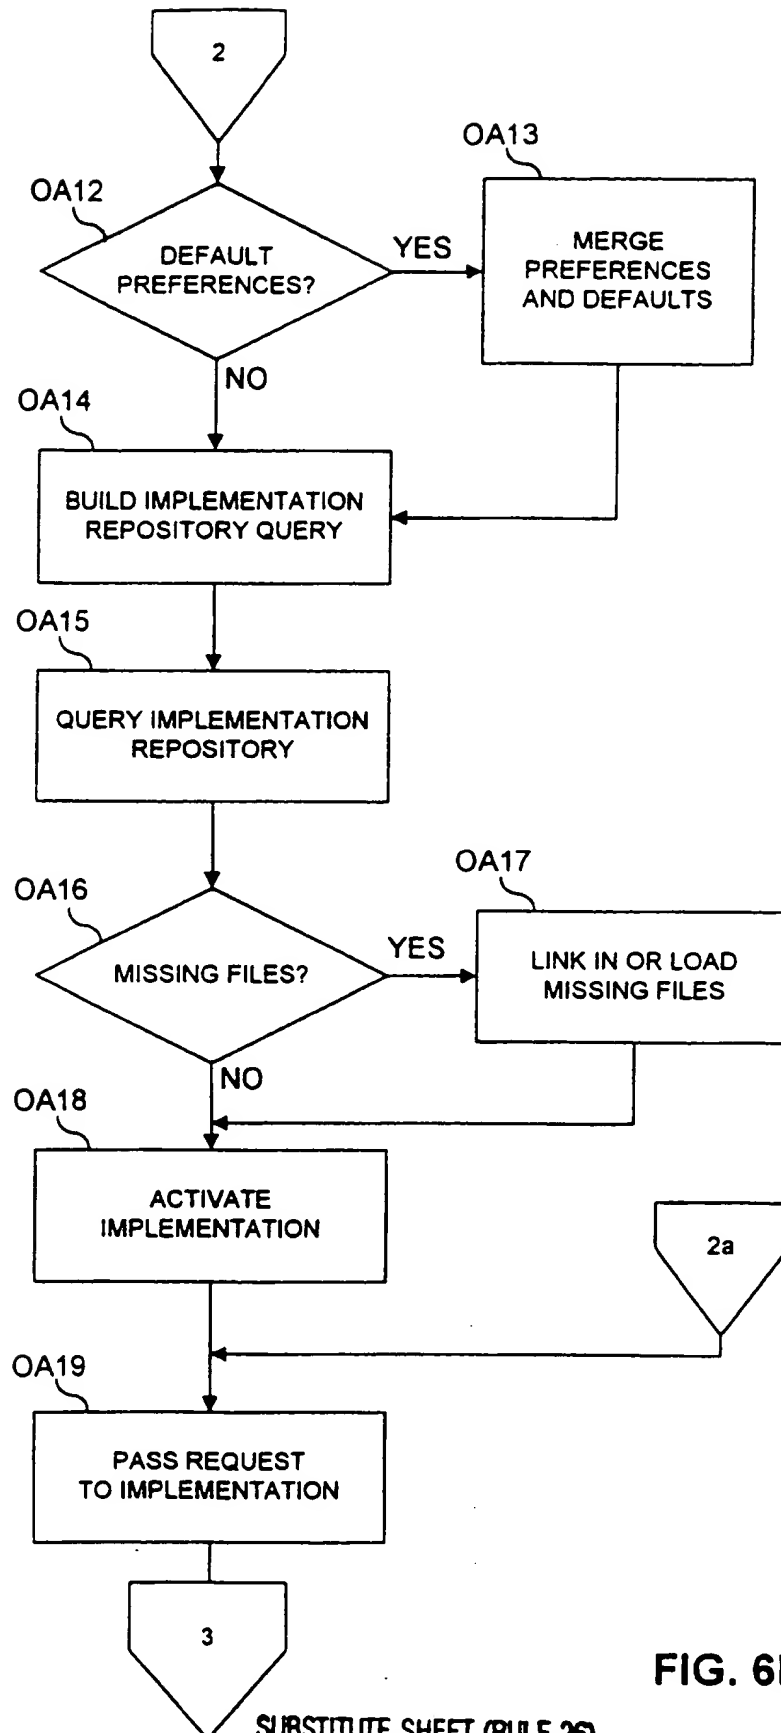 2
OA12
DEFAULT
PREFERENCES?
YES
OA13
MERGE
PREFERENCES
AND DEFAULTS
NO
OA14
BUILD IMPLEMENTATION
REPOSITORY QUERY
OA15
QUERY IMPLEMENTATION
REPOSITORY
OA16
MISSING FILES?
YES
OA17
LINK IN OR LOAD
MISSING FILES
NO
OA18
ACTIVATE
IMPLEMENTATION
2a
OA19
PASS REQUEST
TO IMPLEMENTATION
3
FIG.
SUBSTITUTE SHEET (RULE 26)